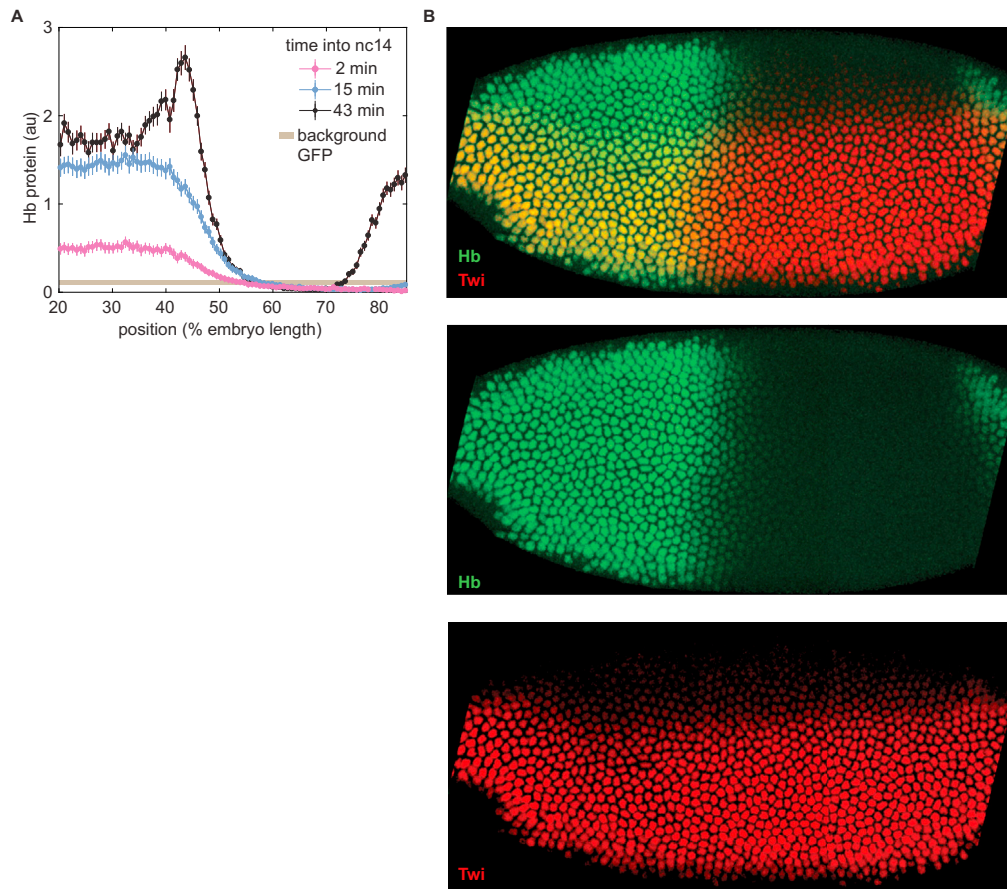 A
3
2
1
0
Hb protein (au)
20
30
40
50
60
70
80
position (% embryo length)
time into nc14
2 min
15 min
43 min
background
GFP
B
Hb
Twi
Hb
Twi